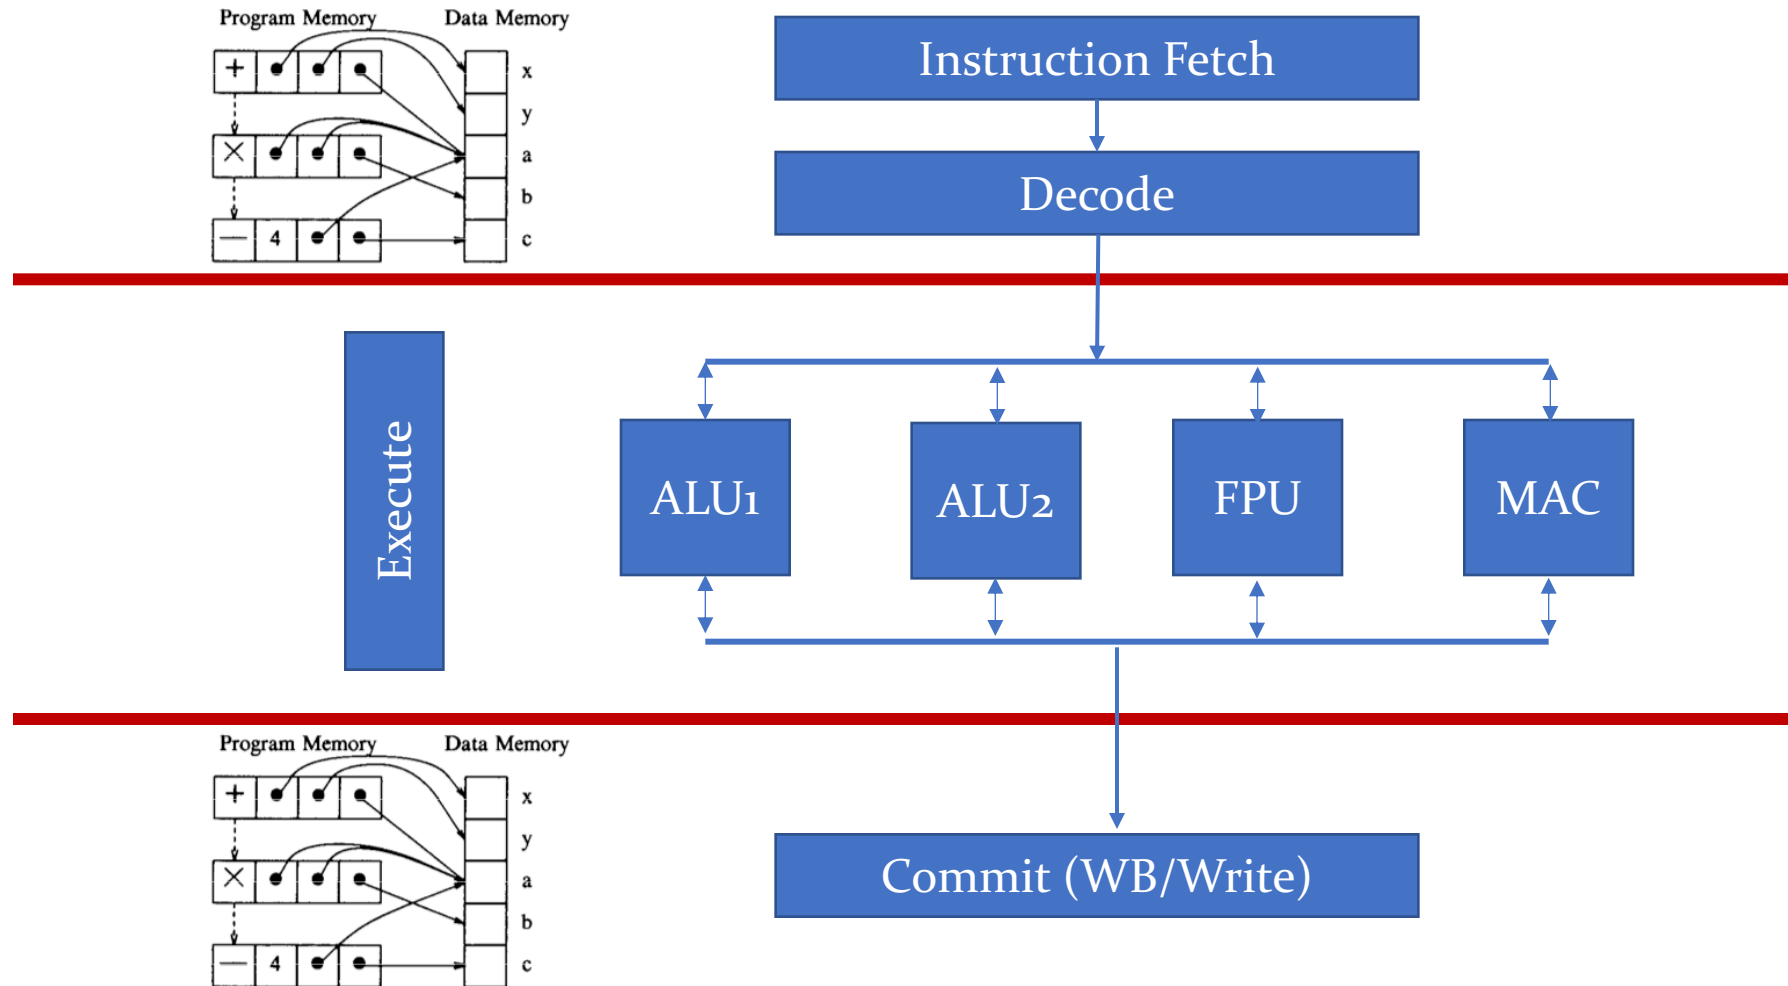 Program Memory Data Memory
+ x
y
× a
b
— 4 c
Instruction Fetch
Decode
Execute
ALU1 ALU2 FPU MAC
Program Memory Data Memory
+ x
y
× a
b
— 4 c
Commit (WB/Write)